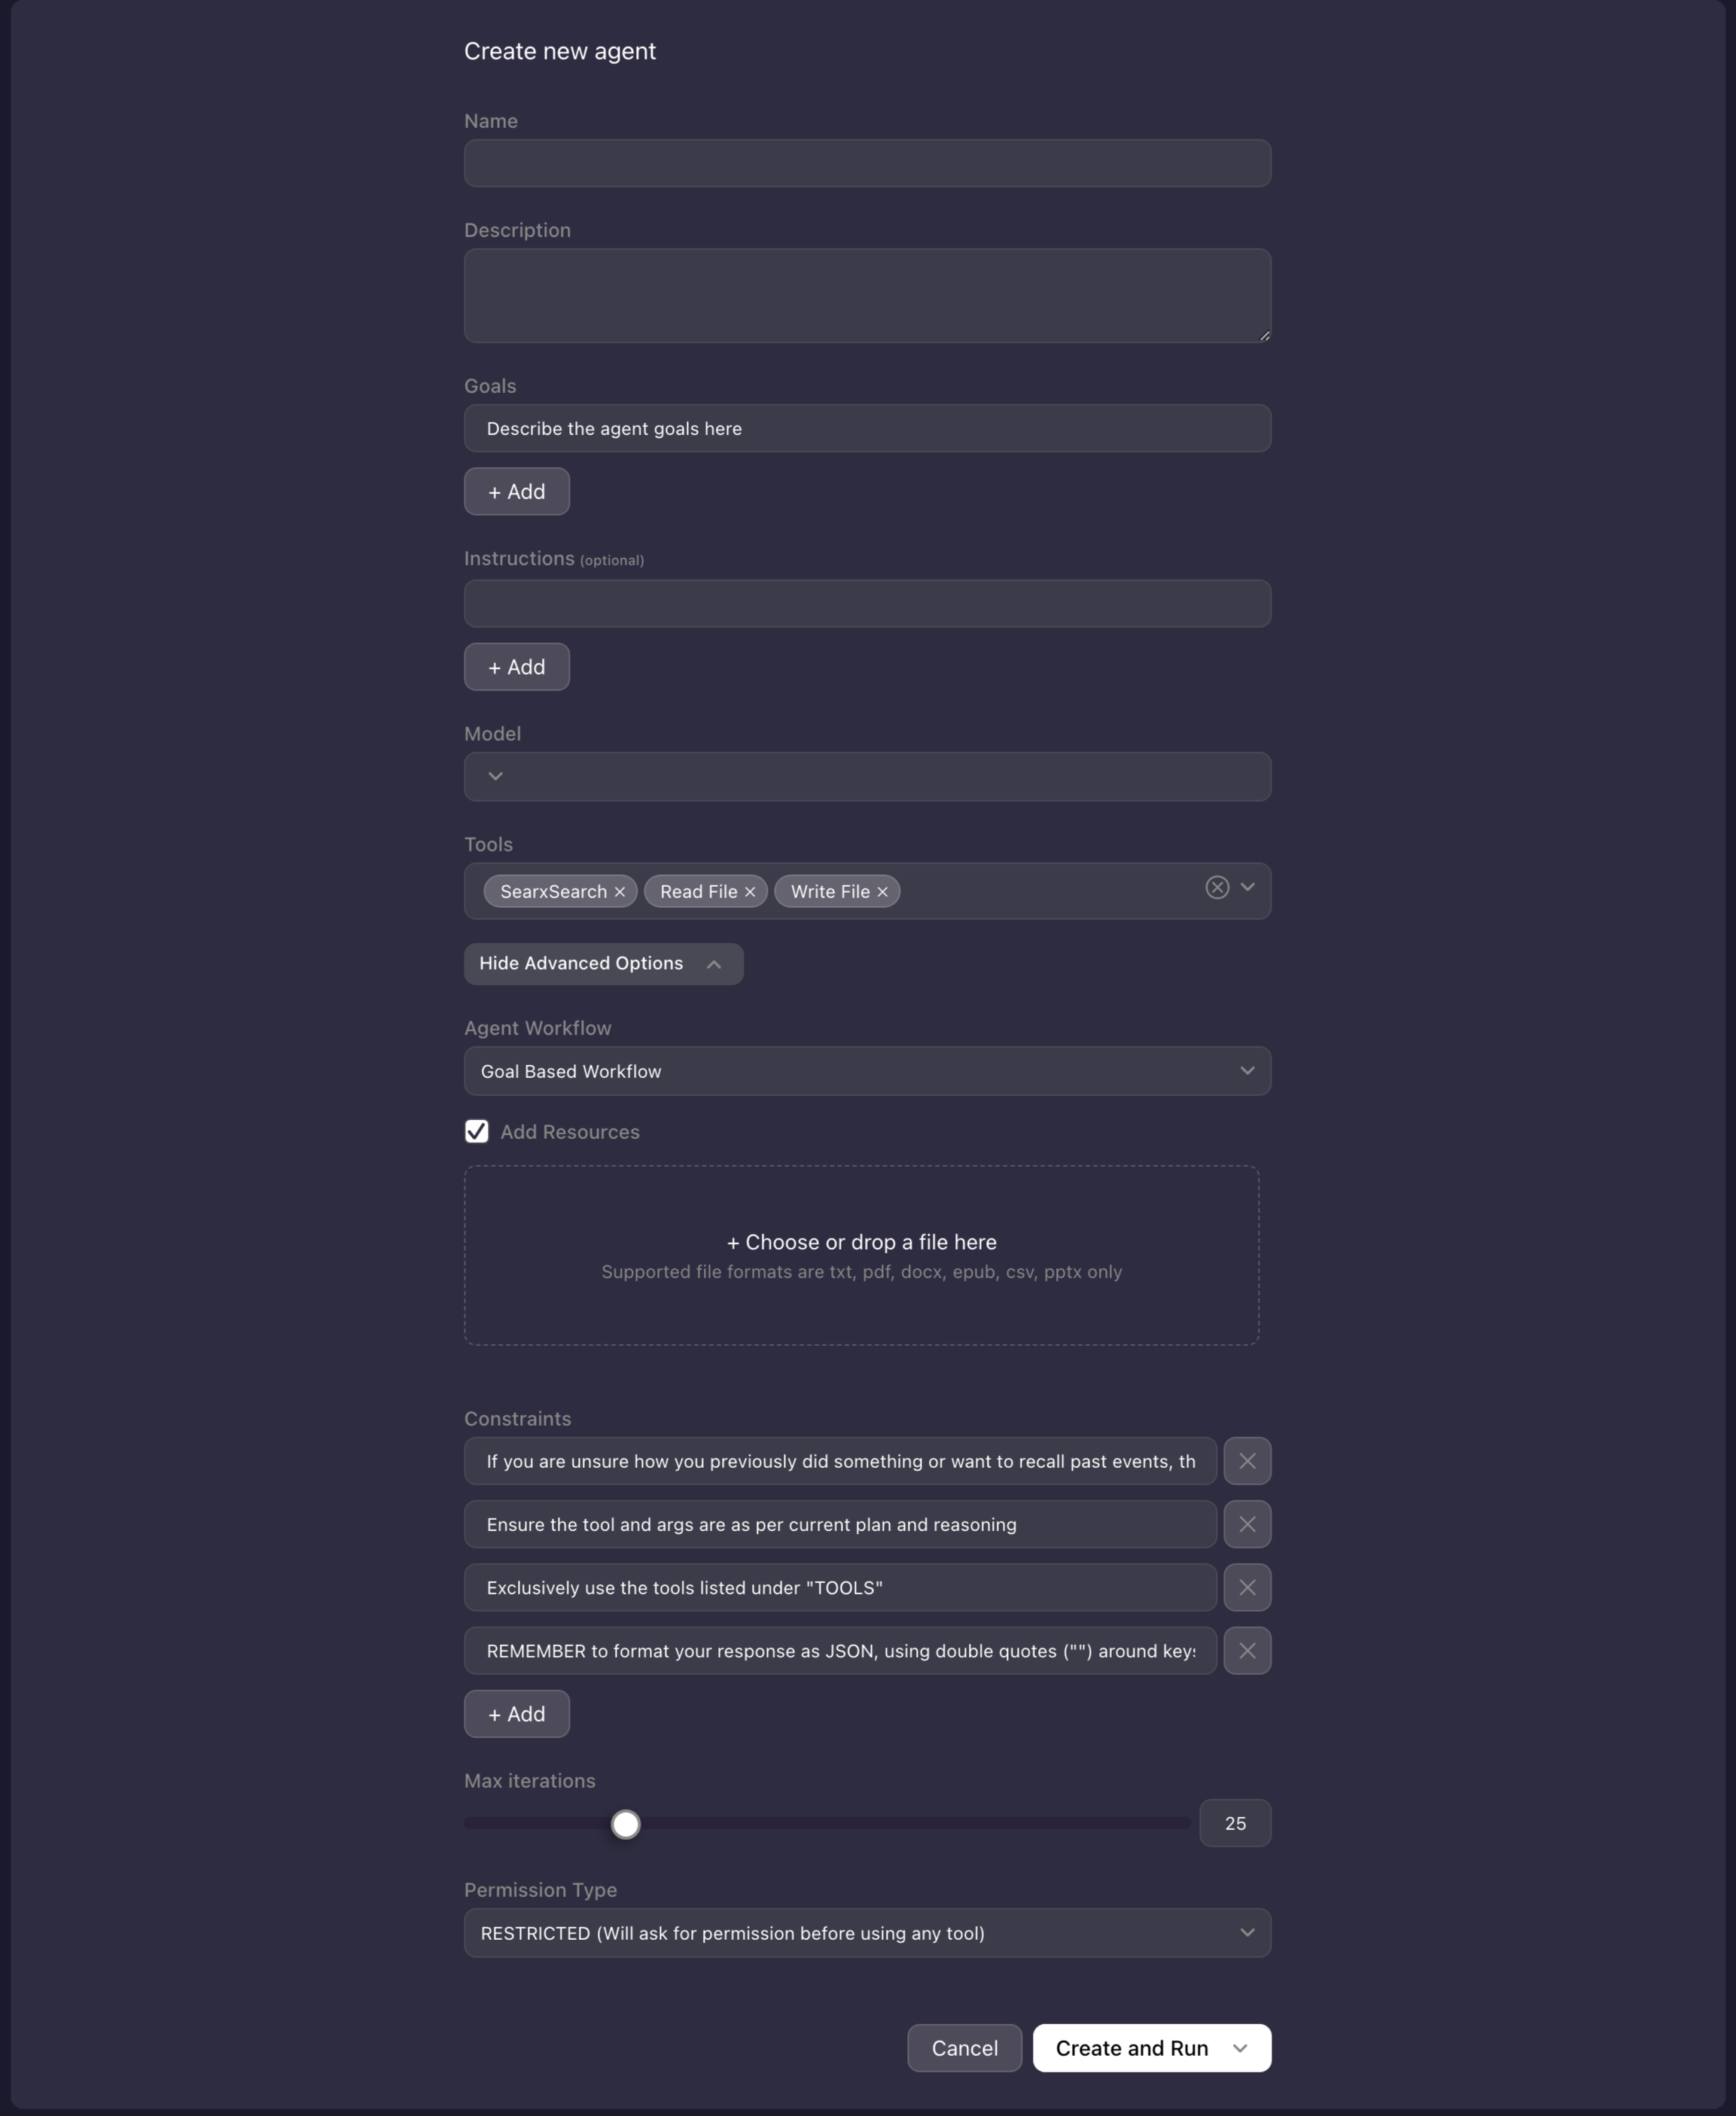 Create new agent
Name
Description
Goals
Describe the agent goals here
+ Add
Instructions (optional)
+ Add
Model
Tools
SearxSearch × Read File × Write File ×
Hide Advanced Options
Agent Workflow
Goal Based Workflow
Add Resources
+ Choose or drop a file here
Supported file formats are txt, pdf, docx, epub, csv, pptx only
Constraints
If you are unsure how you previously did something or want to recall past events, th
Ensure the tool and args are as per current plan and reasoning
Exclusively use the tools listed under "TOOLS"
REMEMBER to format your response as JSON, using double quotes ("") around keys
+ Add
Max iterations
25
Permission Type
RESTRICTED (Will ask for permission before using any tool)
Cancel Create and Run